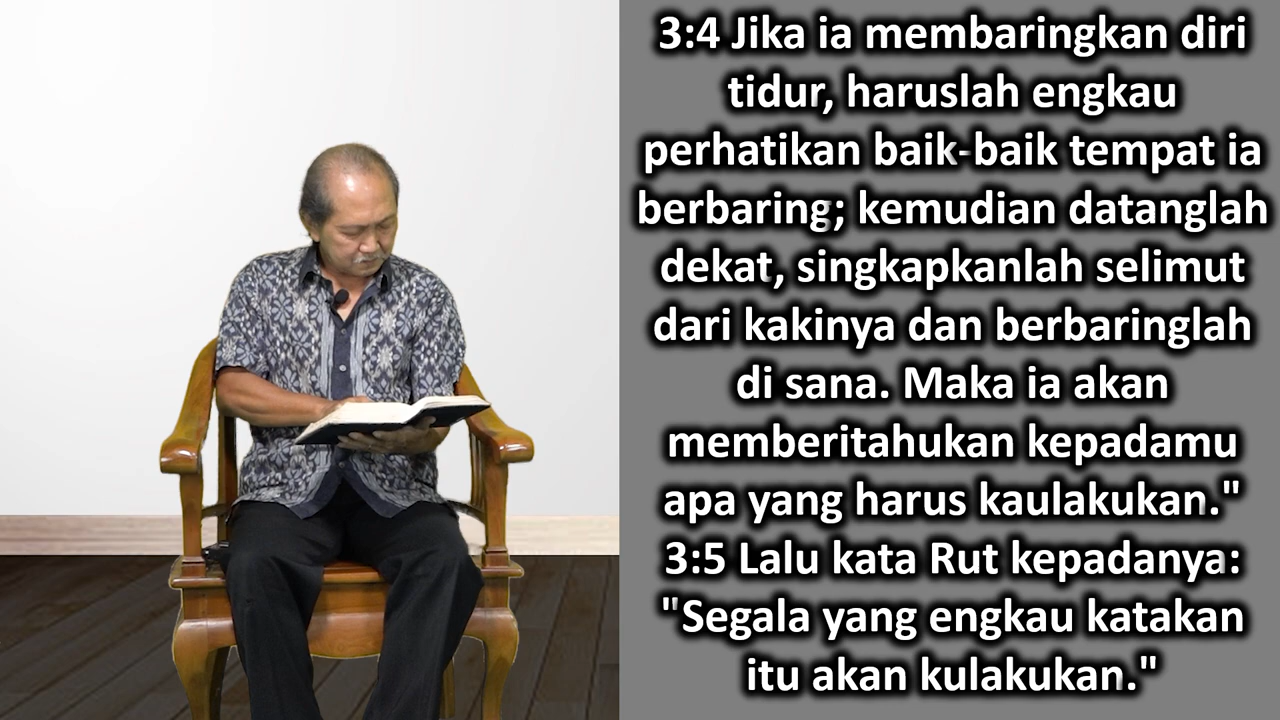 3:4 Jika ia membaringkan diri
tidur, haruslah engkau
perhatikan baik-baik tempat ia
berbaring; kemudian datanglah
dekat, singkapkanlah selimut
dari kakinya dan berbaringlah
di sana. Maka ia akan
memberitahukan kepadamu
apa yang harus kaulakukan."
3:5 Lalu kata Rut kepadanya:
"Segala yang engkau katakan
itu akan kulakukan."